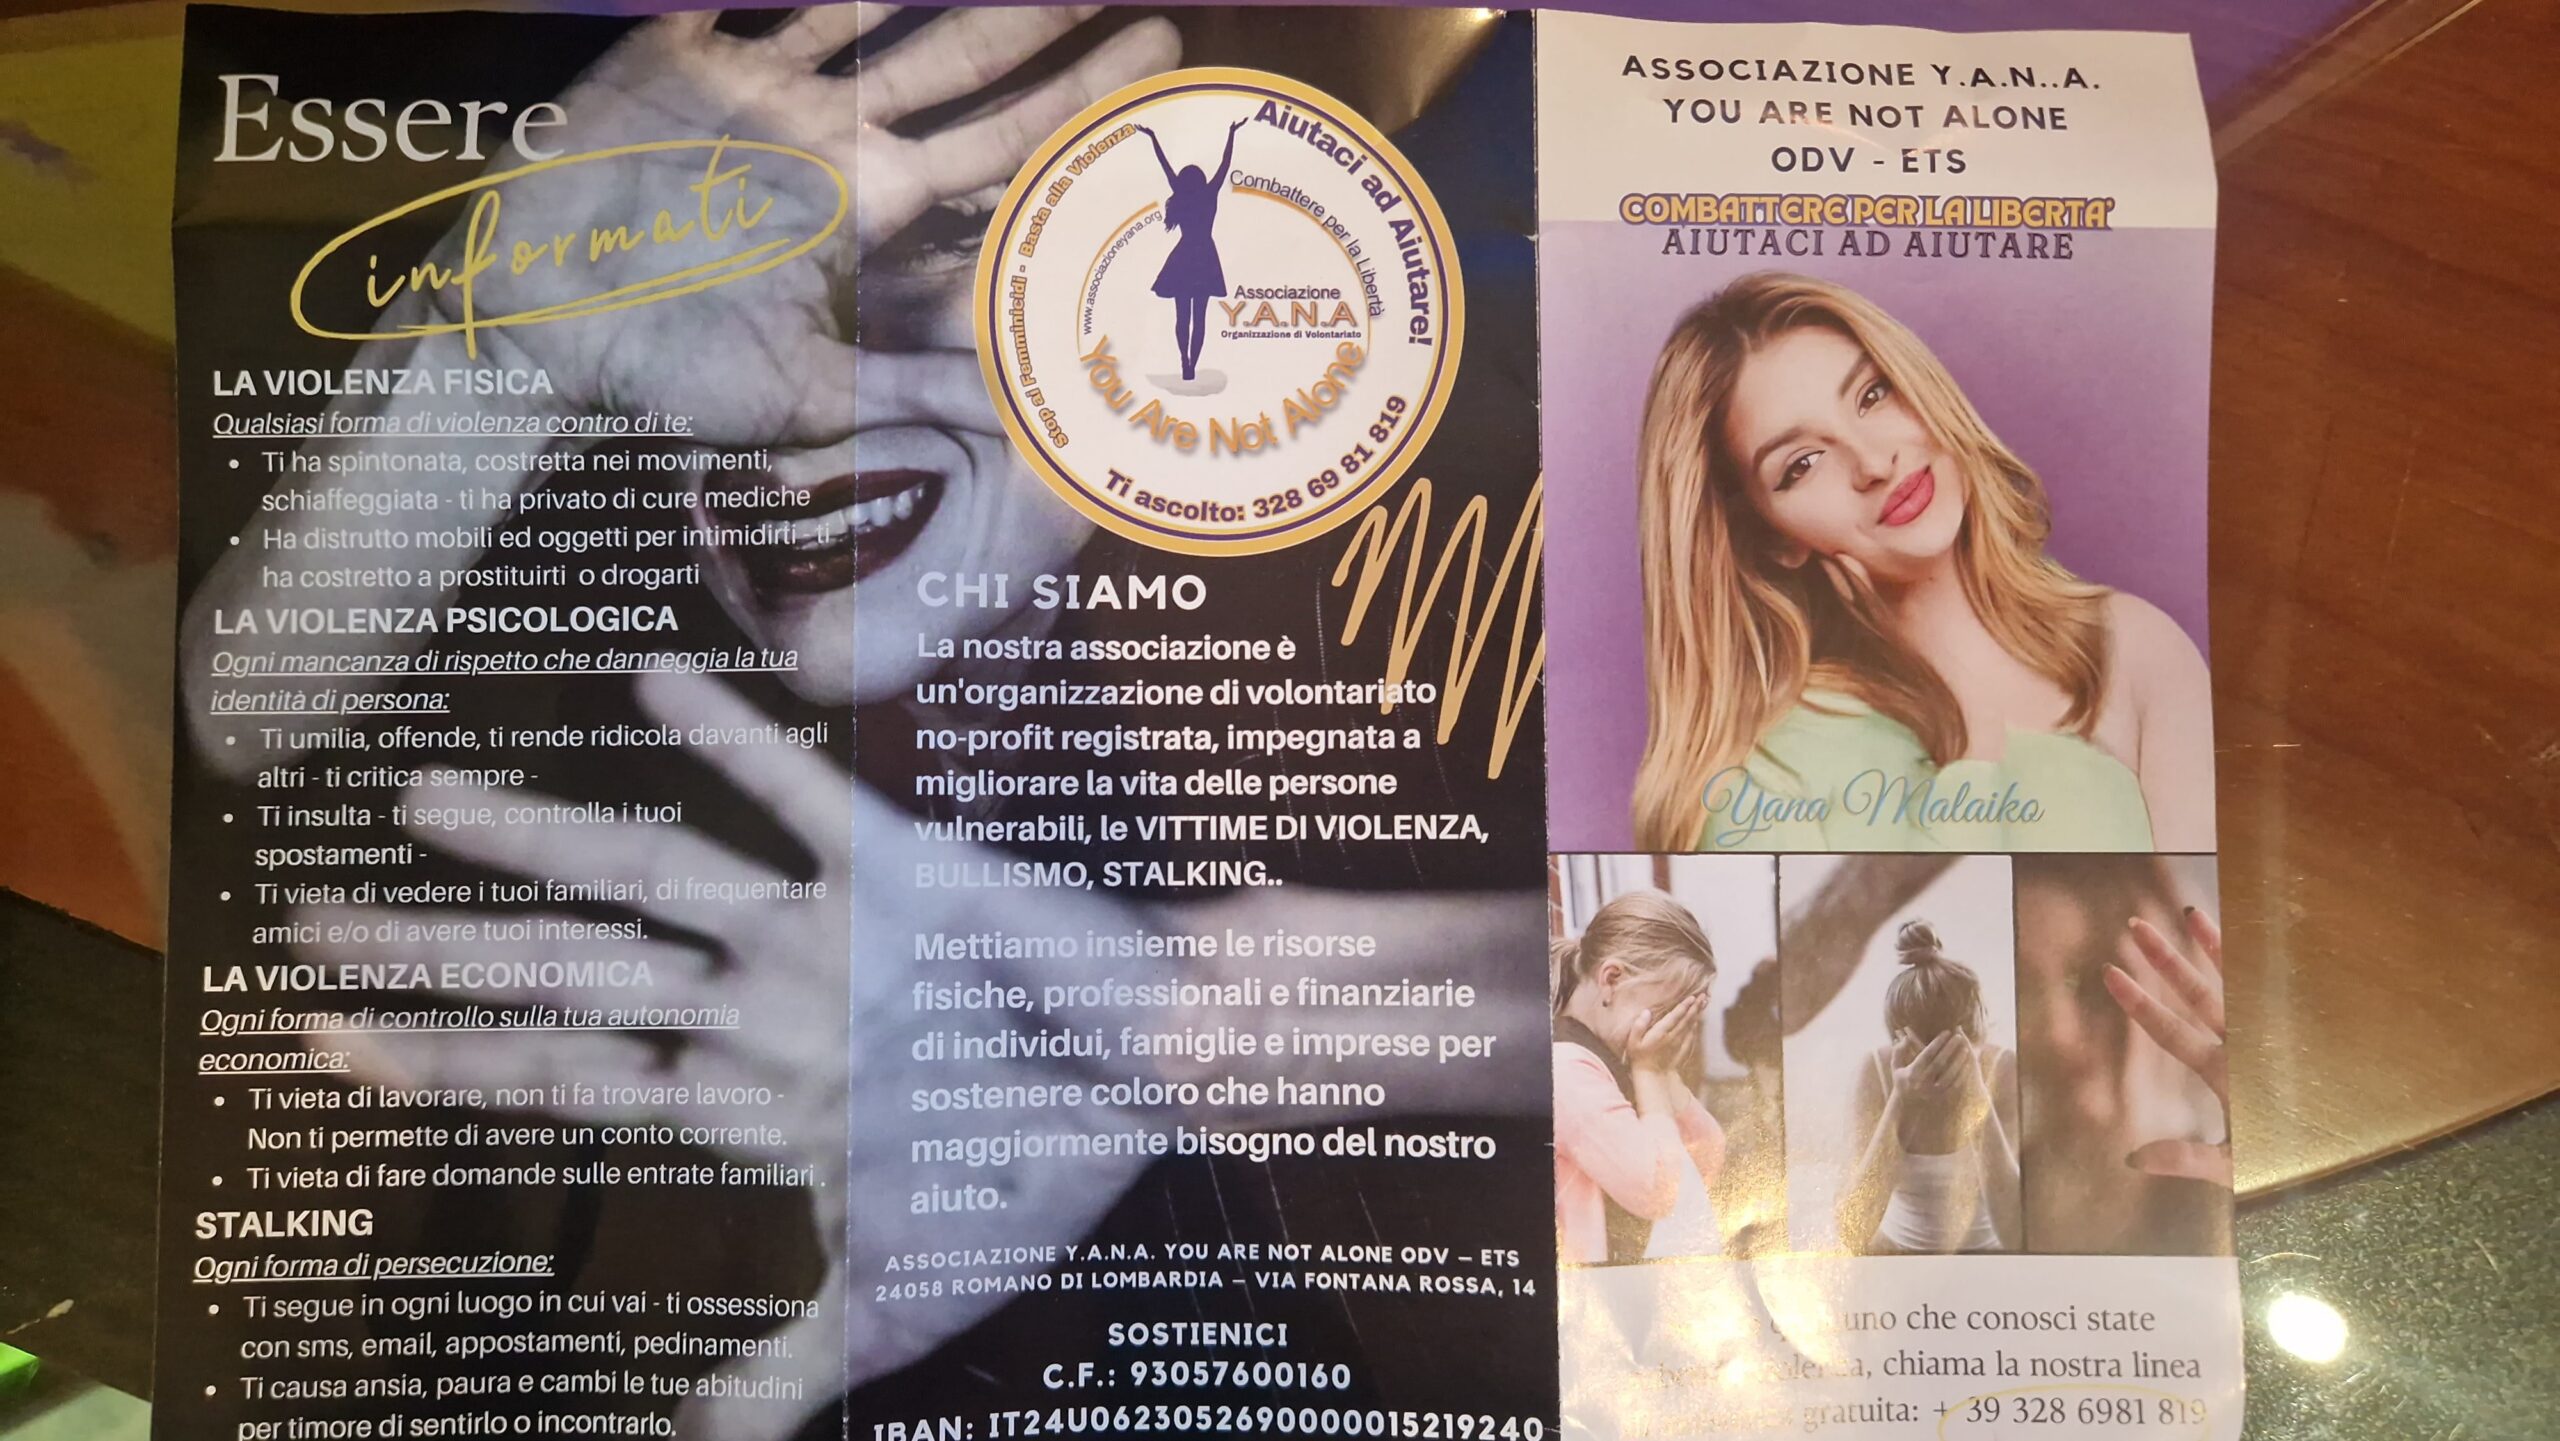 Essere
informati
LA VIOLENZA FISICA
Qualsiasi forma di violenza contro di te:
• Ti ha spintonata, costretta nei movimenti,
schiaffeggiata - ti ha privato di cure mediche
• Ha distrutto mobili ed oggetti per intimidirti - ti
ha costretto a prostituirti o drogarti
LA VIOLENZA PSICOLOGICA
Ogni mancanza di rispetto che danneggia la tua
identità di persona:
• Ti umilia, offende, ti rende ridicola davanti agli
altri - ti critica sempre -
• Ti insulta - ti segue, controlla i tuoi
spostamenti -
• Ti vieta di vedere i tuoi familiari, di frequentare
amici e/o di avere tuoi interessi.
LA VIOLENZA ECONOMICA
Ogni forma di controllo sulla tua autonomia
economica:
• Ti vieta di lavorare, non ti fa trovare lavoro -
Non ti permette di avere un conto corrente.
• Ti vieta di fare domande sulle entrate familiari .
STALKING
Ogni forma di persecuzione:
• Ti segue in ogni luogo in cui vai - ti ossessiona
con sms, email, appostamenti, pedinamenti.
• Ti causa ansia, paura e cambi le tue abitudini
per timore di sentirlo o incontrarlo.
Stop ai Femminicidi - Basta alla Violenza
Aiutaci ad Aiutare!
www.associazioneyana.org
Combattere per la Libertà
Associazione
Y.A.N.A
Organizzazione di Volontariato
You Are Not Alone
Ti ascolto: 328 69 81 819
CHI SIAMO
La nostra associazione è
un'organizzazione di volontariato
no-profit registrata, impegnata a
migliorare la vita delle persone
vulnerabili, le VITTIME DI VIOLENZA,
BULLISMO, STALKING..
Mettiamo insieme le risorse
fisiche, professionali e finanziarie
di individui, famiglie e imprese per
sostenere coloro che hanno
maggiormente bisogno del nostro
aiuto.
ASSOCIAZIONE Y.A.N.A. YOU ARE NOT ALONE ODV – ETS
24058 ROMANO DI LOMBARDIA – VIA FONTANA ROSSA, 14
SOSTIENICI
C.F.: 93057600160
IBAN: IT24U0623052690000015219240
ASSOCIAZIONE Y.A.N..A.
YOU ARE NOT ALONE
ODV - ETS
COMBATTERE PER LA LIBERTA'
AIUTACI AD AIUTARE
Yana Malaiko
che conosci state
chiama la nostra linea
gratuita: + 39 328 6981 819